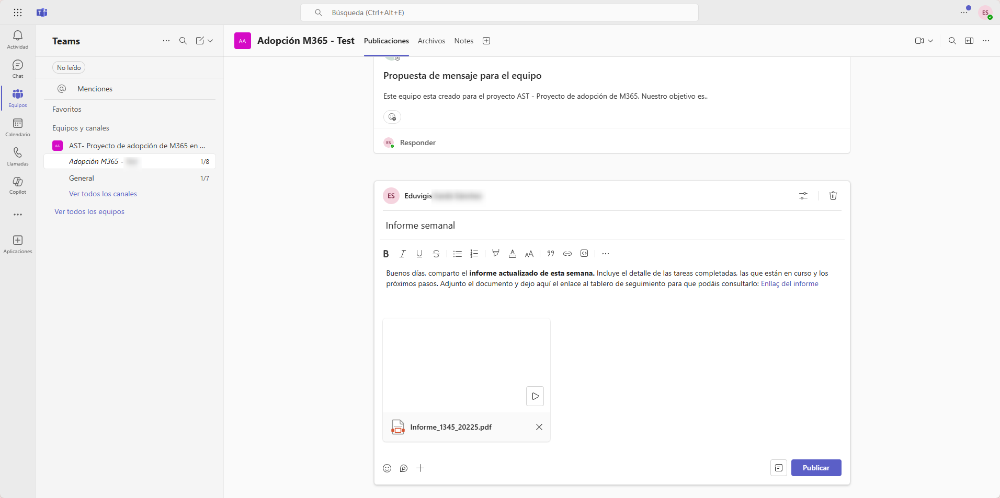 Búsqueda (Ctrl+Alt+E)
ES
Actividad
Chat
Equipos
Calendario
Llamadas
Copilot
Aplicaciones
Teams
No leído
@ Menciones
Favoritos
Equipos y canales
AA AST- Proyecto de adopción de M365 en ...
Adopción M365 - 1/8
General 1/7
Ver todos los canales
Ver todos los equipos
AA Adopción M365 - Test Publicaciones Archivos Notes
Propuesta de mensaje para el equipo
Este equipo esta creado para el proyecto AST - Proyecto de adopción de M365. Nuestro objetivo es..
ES Responder
ES Eduvigis
Informe semanal
Buenos días, comparto el informe actualizado de esta semana. Incluye el detalle de las tareas completadas, las que están en curso y los
próximos pasos. Adjunto el documento y dejo aquí el enlace al tablero de seguimiento para que podáis consultarlo: Enllaç del informe
Informe_1345_20225.pdf
Publicar